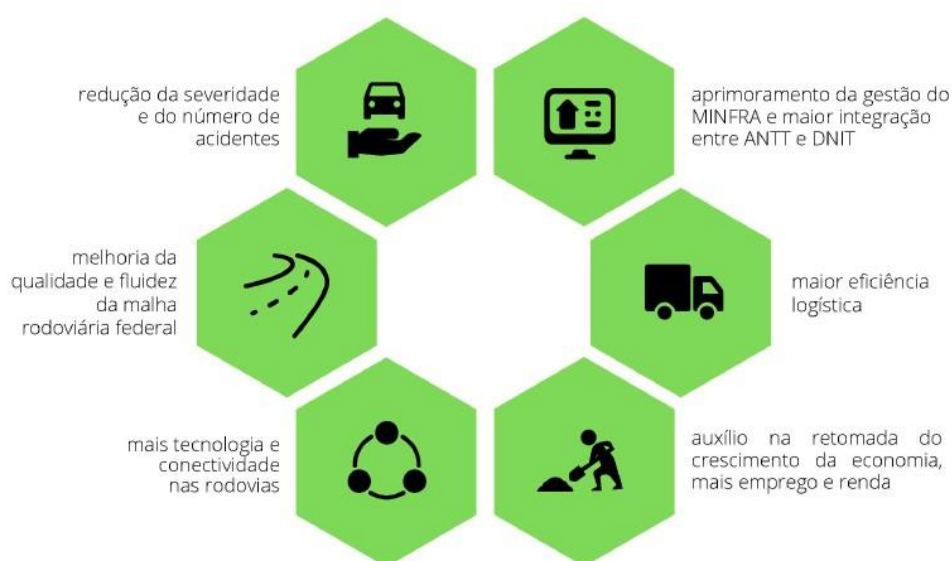 redução da severidade
e do número de
acidentes
aprimoramento da gestão do
MINFRA e maior integração
entre ANTT e DNIT
melhoria da
qualidade e fluidez
da malha
rodoviária federal
maior eficiência
logística
mais tecnologia e
conectividade
nas rodovias
auxílio na retomada do
crescimento da economia,
mais emprego e renda